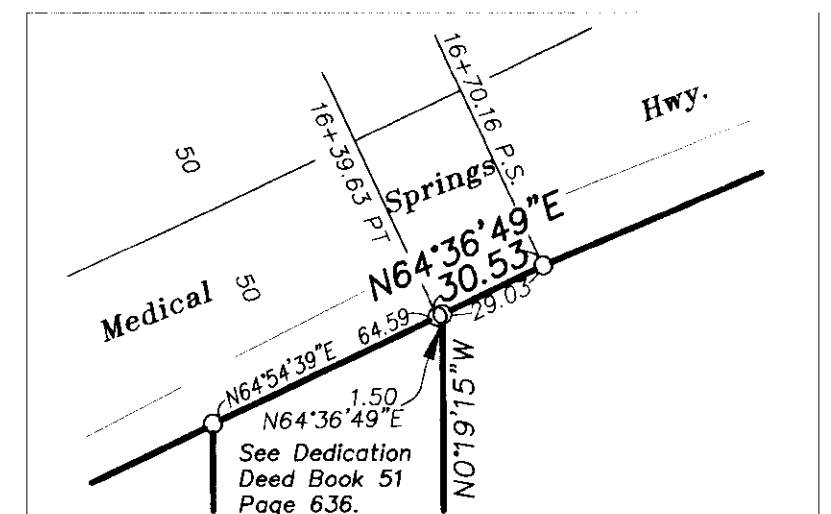 16+39.63 PT
16+70.16 P.S.
50
50
Medical Springs Hwy.
N64°36'49"E
30.53
29.03
64.59
N64°54'39"E
1.50
N64°36'49"E
N0°19'15"W
See Dedication
Deed Book 51
Page 636.